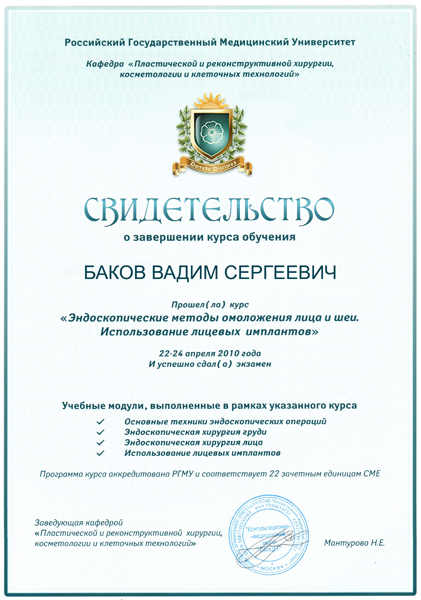 Российский Государственный Медицинский Университет
Кафедра «Пластической и реконструктивной хирургии,
косметологии и клеточных технологий»
СВИДЕТЕЛЬСТВО
о завершении курса обучения
БАКОВ ВАДИМ СЕРГЕЕВИЧ
Прошел(ла) курс
«Эндоскопические методы омоложения лица и шеи.
Использование лицевых имплантов»
22-24 апреля 2010 года
И успешно сдал(а) экзамен
Учебные модули, выполненные в рамках указанного курса
Основные техники эндоскопических операций
Эндоскопическая хирургия груди
Эндоскопическая хирургия лица
Использование лицевых имплантов
Программа курса аккредитована РГМУ и соответствует 22 зачетным единицам СМЕ
Заведующая кафедрой
«Пластической и реконструктивной хирургии,
косметологии и клеточных технологий»
Мантурова Н.Е.
МОСКВА